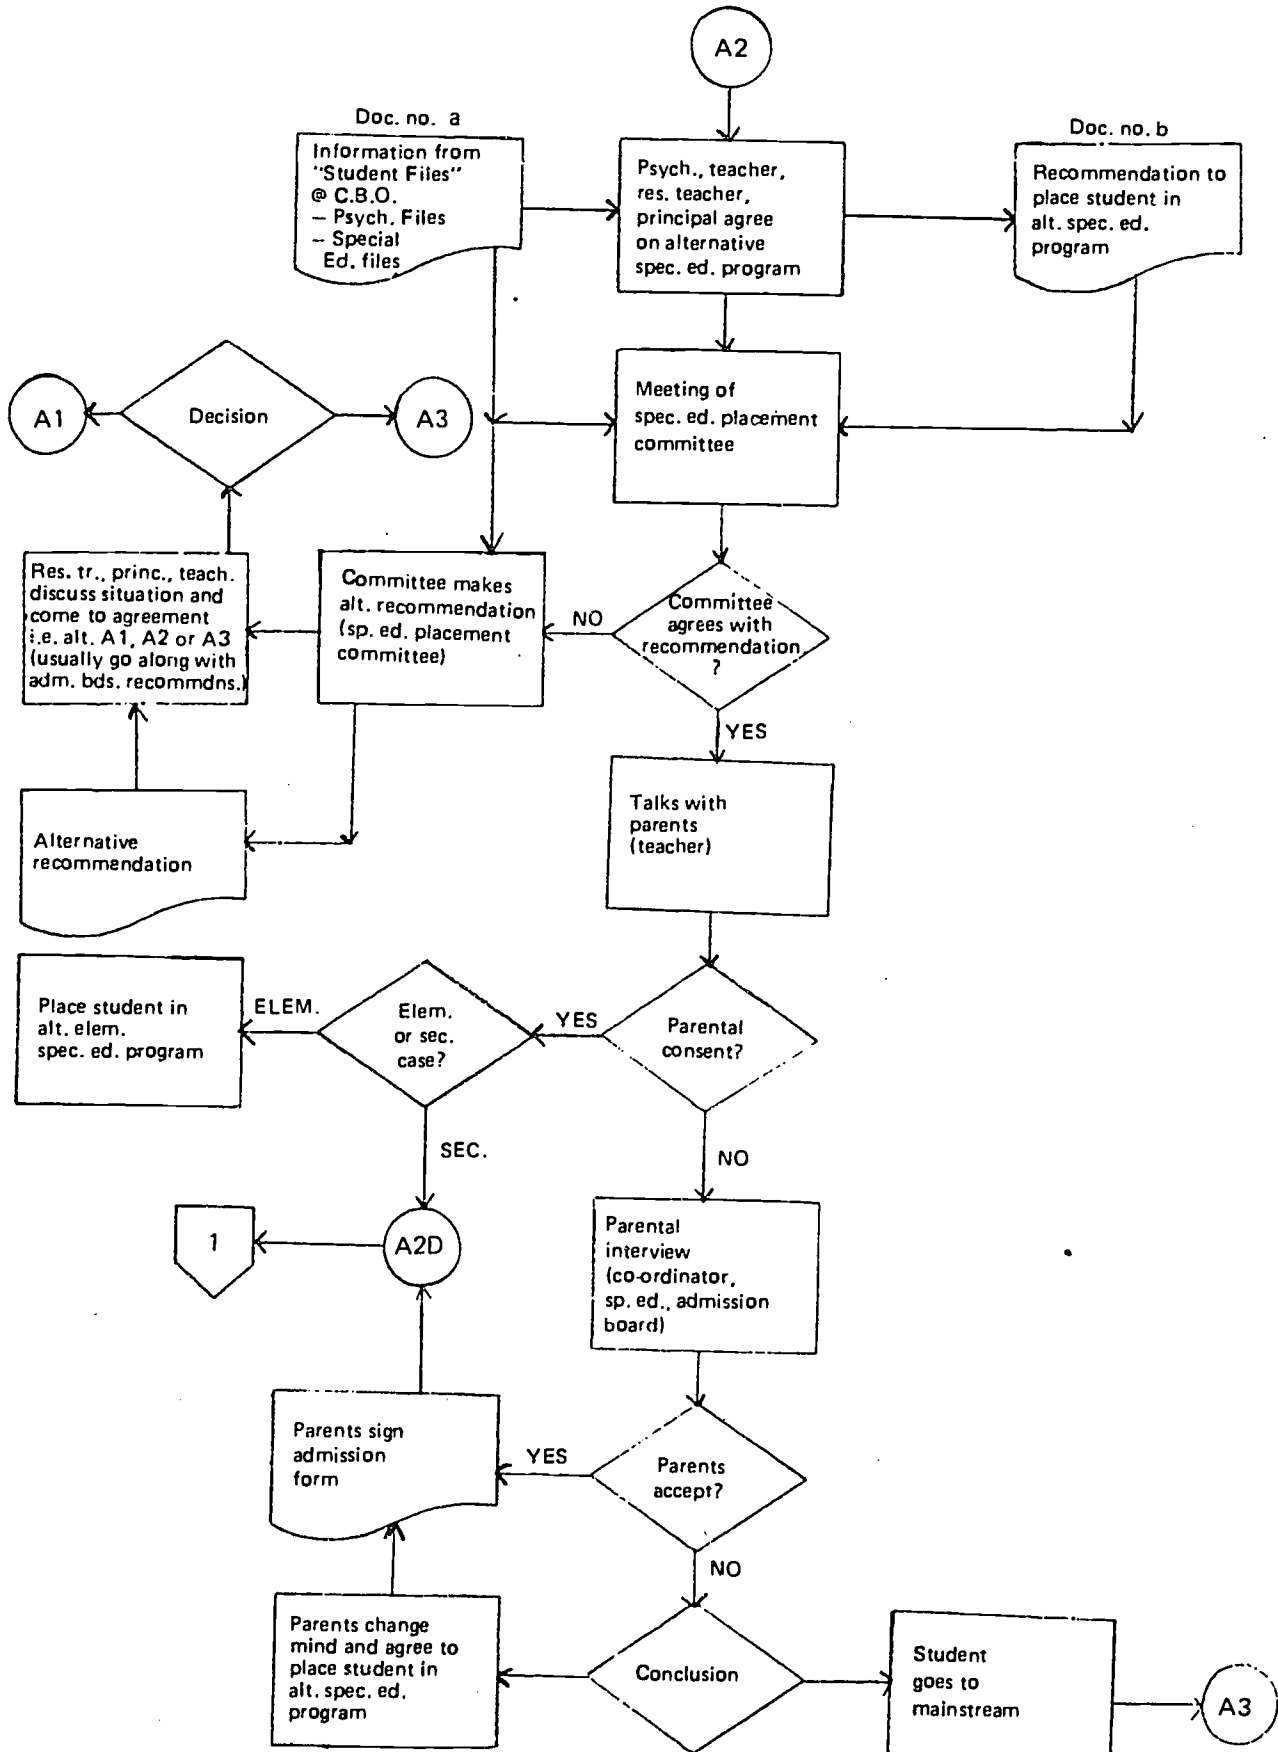 A2
Doc. no. a
Information from
"Student Files"
@ C.B.O.
— Psych. Files
— Special
Ed. files
Psych., teacher,
res. teacher,
principal agree
on alternative
spec. ed. program
Doc. no. b
Recommendation to
place student in
alt. spec. ed.
program
A1
Decision
A3
Meeting of
spec. ed. placement
committee
Res. tr., princ., teach.
discuss situation and
come to agreement
i.e. alt. A1, A2 or A3
(usually go along with
adm. bds. recommdns.)
Committee makes
alt. recommendation
(sp. ed. placement
committee)
NO
Committee
agrees with
recommendation
?
YES
Alternative
recommendation
Talks with
parents
(teacher)
Place student in
alt. elem.
spec. ed. program
ELEM.
Elem.
or sec.
case?
YES
Parental
consent?
SEC.
NO
1
A2D
Parental
interview
(co-ordinator,
sp. ed., admission
board)
Parents sign
admission
form
YES
Parents
accept?
NO
Parents change
mind and agree to
place student in
alt. spec. ed.
program
Conclusion
Student
goes to
mainstream
A3